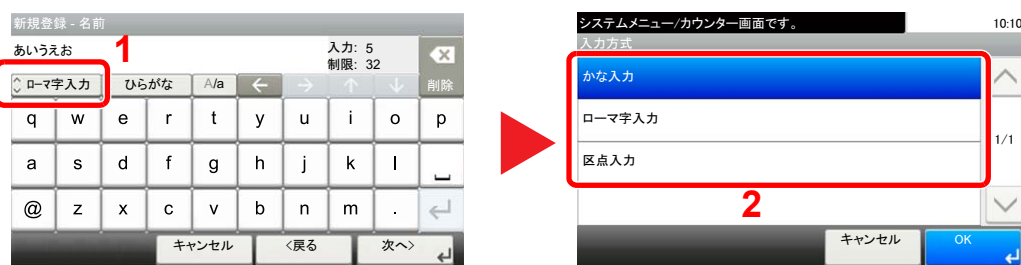 新規登録 - 名前
あいうえお
1
入力: 5
制限: 32
ローマ字入力 ひらがな A/a ← → ↑ ↓ 削除
q w e r t y u i o p
a s d f g h j k l
@ z x c v b n m .
キャンセル <戻る 次へ>
システムメニュー/カウンター画面です。 10:10
入力方式
かな入力
ローマ字入力
1/1
区点入力
2
キャンセル OK